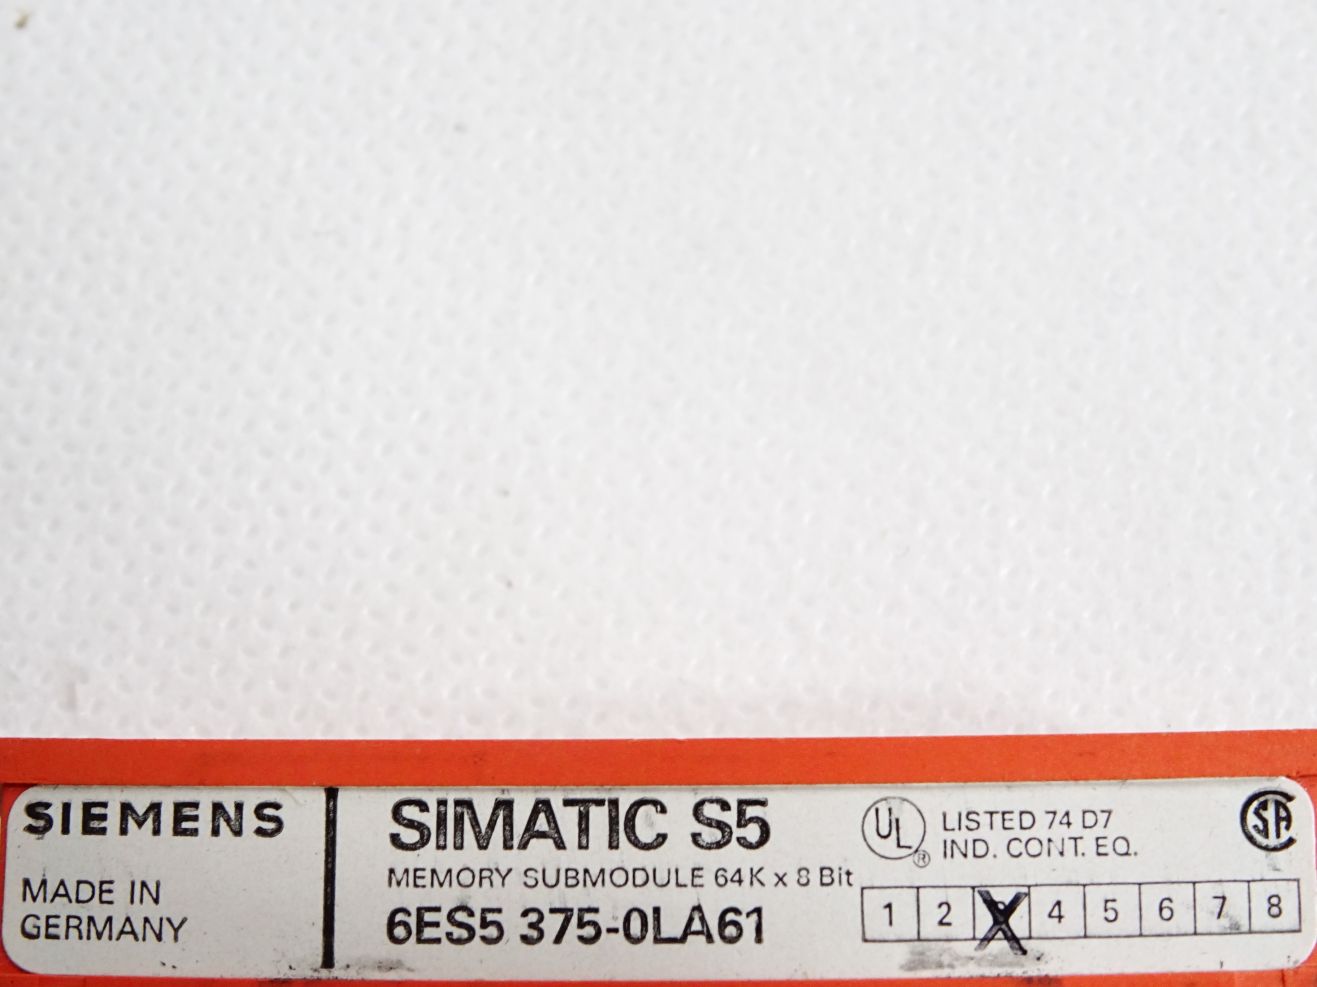 SIEMENS
MADE IN
GERMANY
SIMATIC S5
MEMORY SUBMODULE 64K x 8 Bit
6ES5 375-0LA61
UL ® LISTED 74 D7
IND. CONT. EQ.
SA
1 2 X 4 5 6 7 8